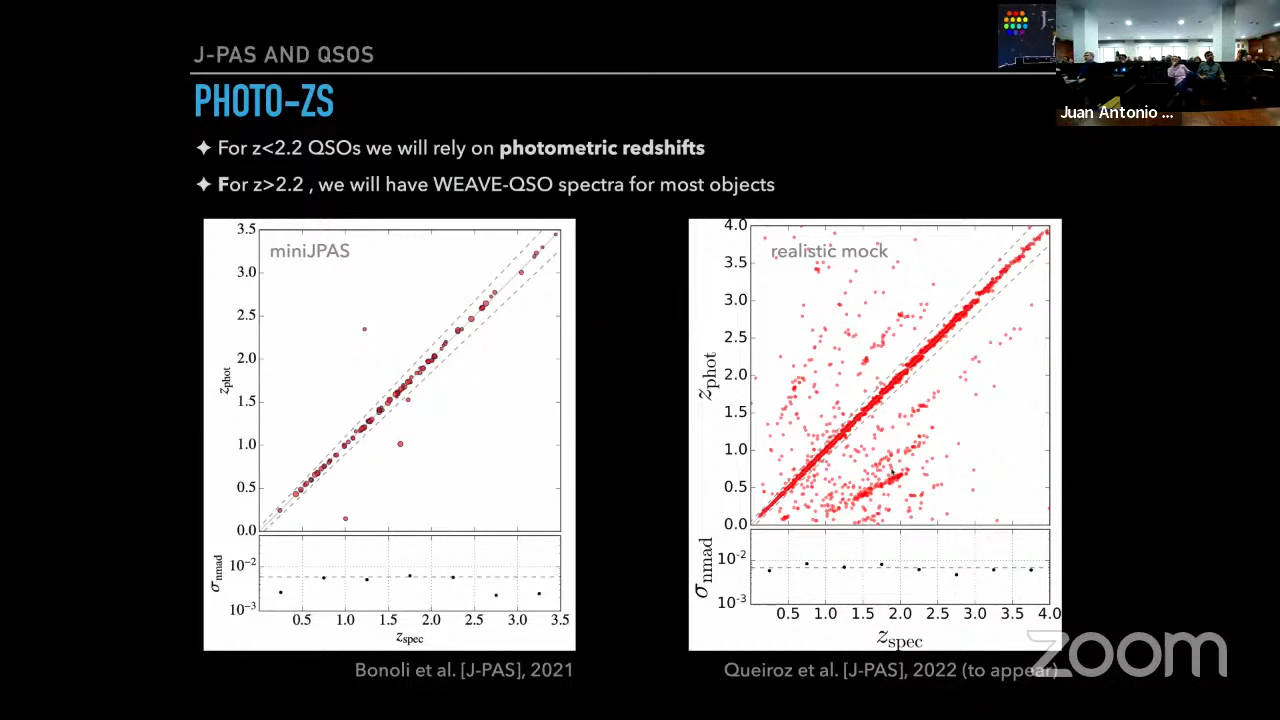 J-PAS AND QSOS
J-
Juan Antonio ...
PHOTO-ZS
✦ For z<2.2 QSOs we will rely on photometric redshifts
✦ For z>2.2 , we will have WEAVE-QSO spectra for most objects
miniJPAS
3.5
3.0
2.5
2.0
1.5
1.0
0.5
0.0
zphot
10⁻²
10⁻³
σnmad
0.5 1.0 1.5 2.0 2.5 3.0 3.5
zspec
Bonoli et al. [J-PAS], 2021
realistic mock
4.0
3.5
3.0
2.5
2.0
1.5
1.0
0.5
0.0
zphot
10⁻²
10⁻³
σnmad
0.5 1.0 1.5 2.0 2.5 3.0 3.5 4.0
zspec
Queiroz et al. [J-PAS], 2022 (to appear)
zoom